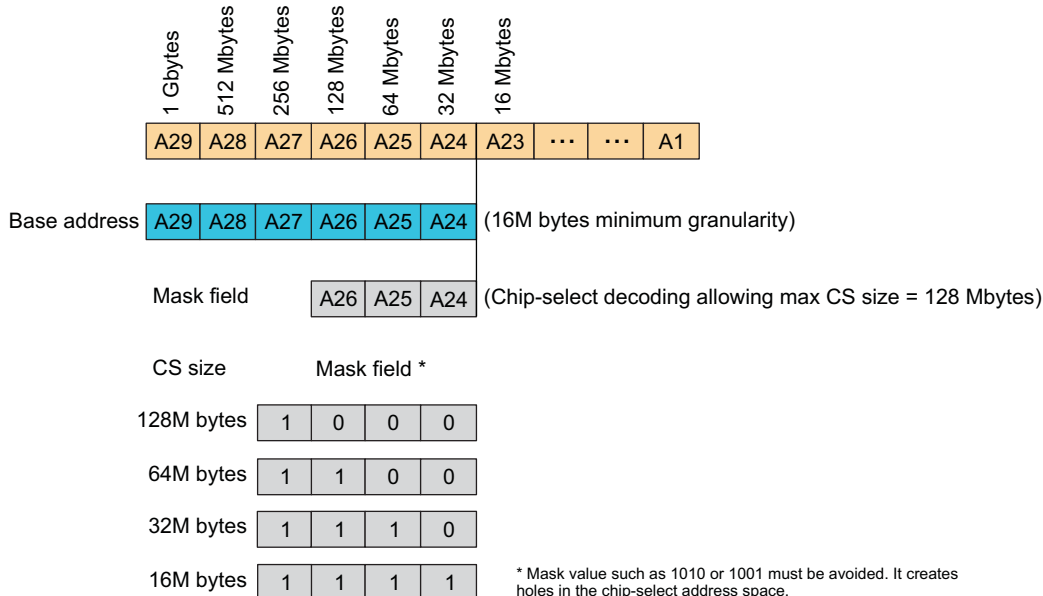 1 Gbytes 512 Mbytes 256 Mbytes 128 Mbytes 64 Mbytes 32 Mbytes 16 Mbytes
A29 A28 A27 A26 A25 A24 A23 ... ... A1
Base address A29 A28 A27 A26 A25 A24 (16M bytes minimum granularity)
Mask field A26 A25 A24 (Chip-select decoding allowing max CS size = 128 Mbytes)
CS size Mask field *
128M bytes 1 0 0 0
64M bytes 1 1 0 0
32M bytes 1 1 1 0
16M bytes 1 1 1 1
* Mask value such as 1010 or 1001 must be avoided. It creates
holes in the chip-select address space.